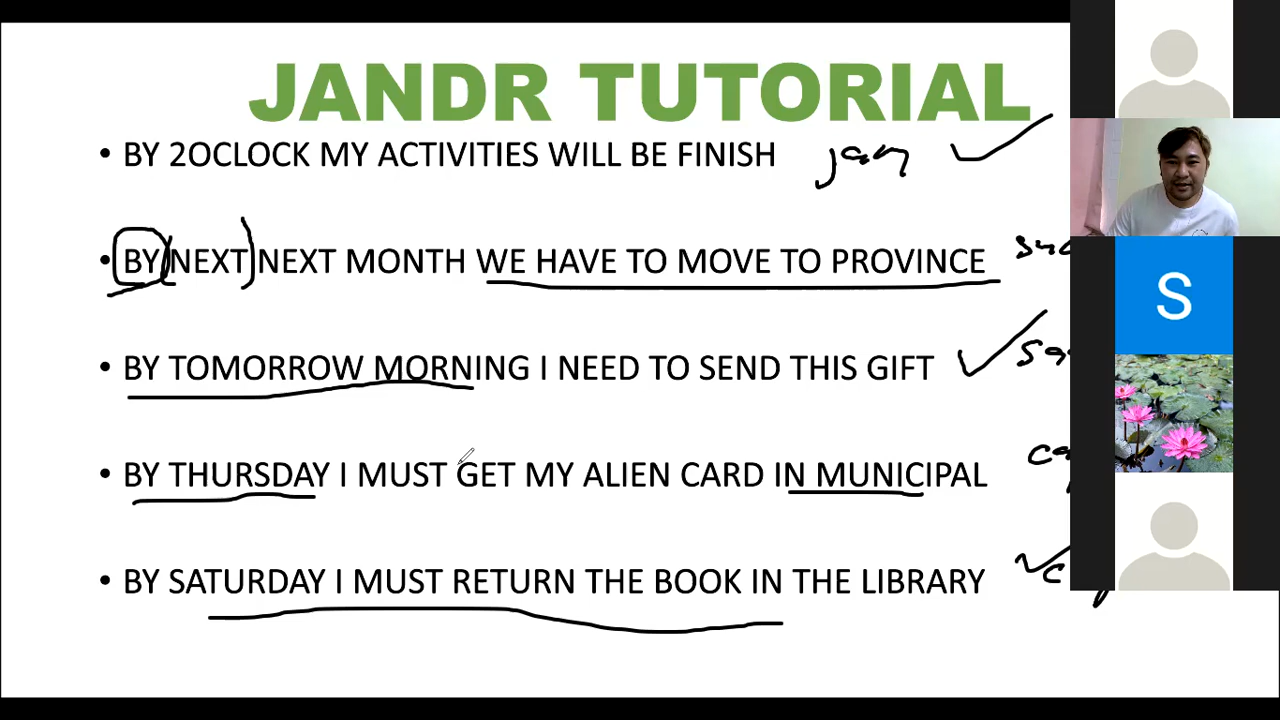 JANDR TUTORIAL
• BY 2OCLOCK MY ACTIVITIES WILL BE FINISH jan
• BY (NEXT) NEXT MONTH WE HAVE TO MOVE TO PROVINCE
• BY TOMORROW MORNING I NEED TO SEND THIS GIFT
• BY THURSDAY I MUST GET MY ALIEN CARD IN MUNICIPAL
• BY SATURDAY I MUST RETURN THE BOOK IN THE LIBRARY
S